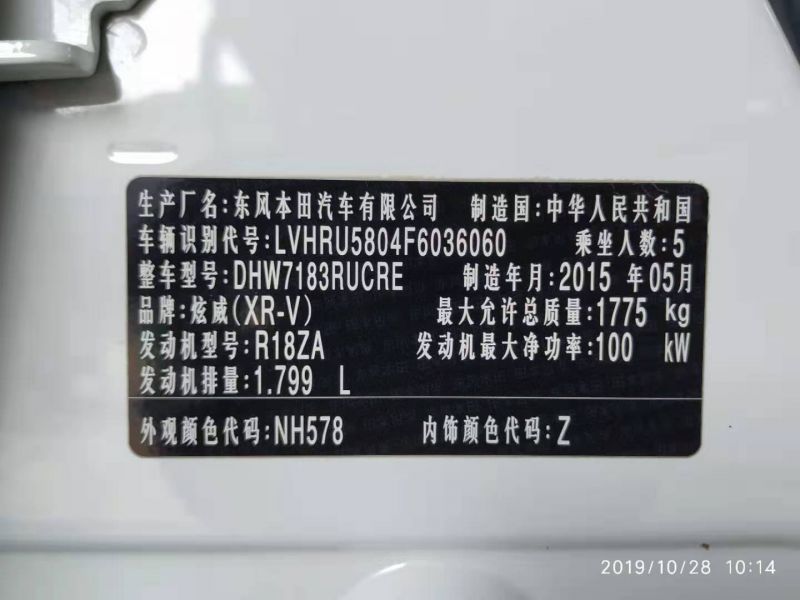 生产厂名:东风本田汽车有限公司 制造国:中华人民共和国
车辆识别代号:LVHRU5804F6036060 乘坐人数:5
整车型号:DHW7183RUCRE 制造年月:2015 年05月
品牌:炫威(XR-V) 最大允许总质量:1775 kg
发动机型号:R18ZA 发动机最大净功率:100 kW
发动机排量:1.799 L
外观颜色代码:NH578 内饰颜色代码:Z
2019/10/28 10:14